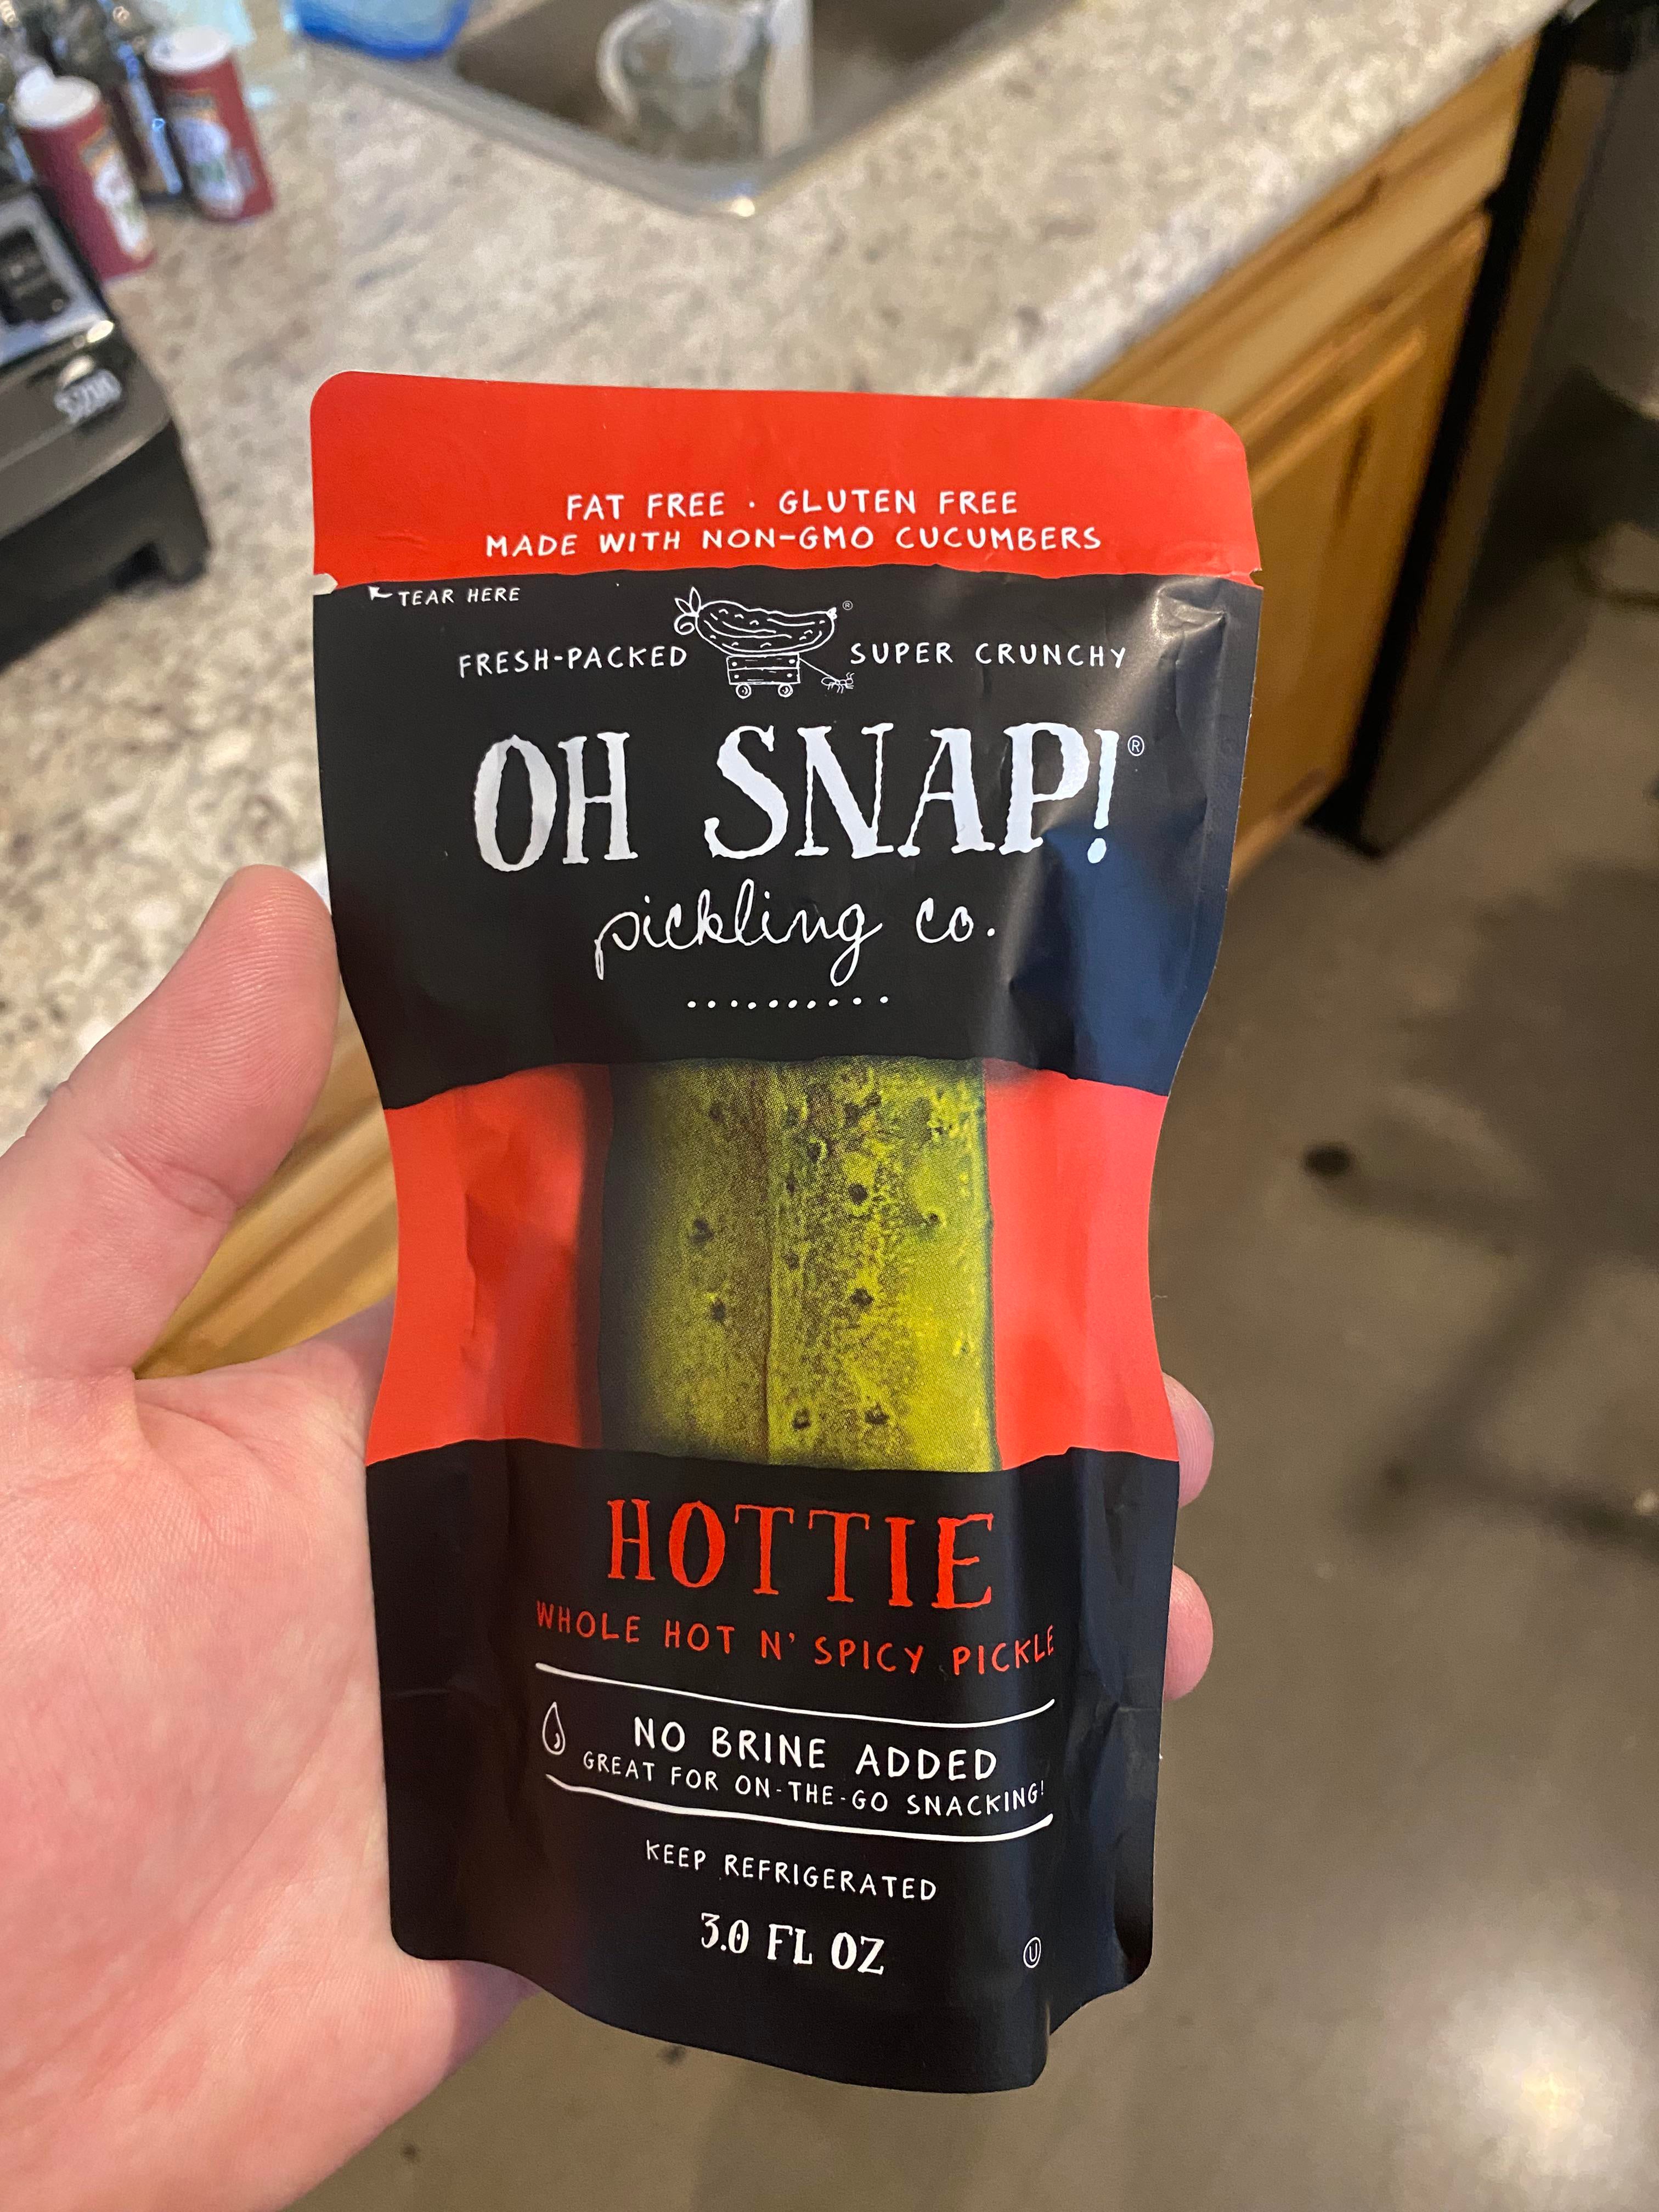 FAT FREE · GLUTEN FREE
MADE WITH NON-GMO CUCUMBERS
TEAR HERE
®
FRESH-PACKED SUPER CRUNCHY
OH SNAP!®
pickling co.
HOTTIE
WHOLE HOT N' SPICY PICKLE
NO BRINE ADDED
GREAT FOR ON-THE-GO SNACKING!
KEEP REFRIGERATED
3.0 FL OZ
U
5200